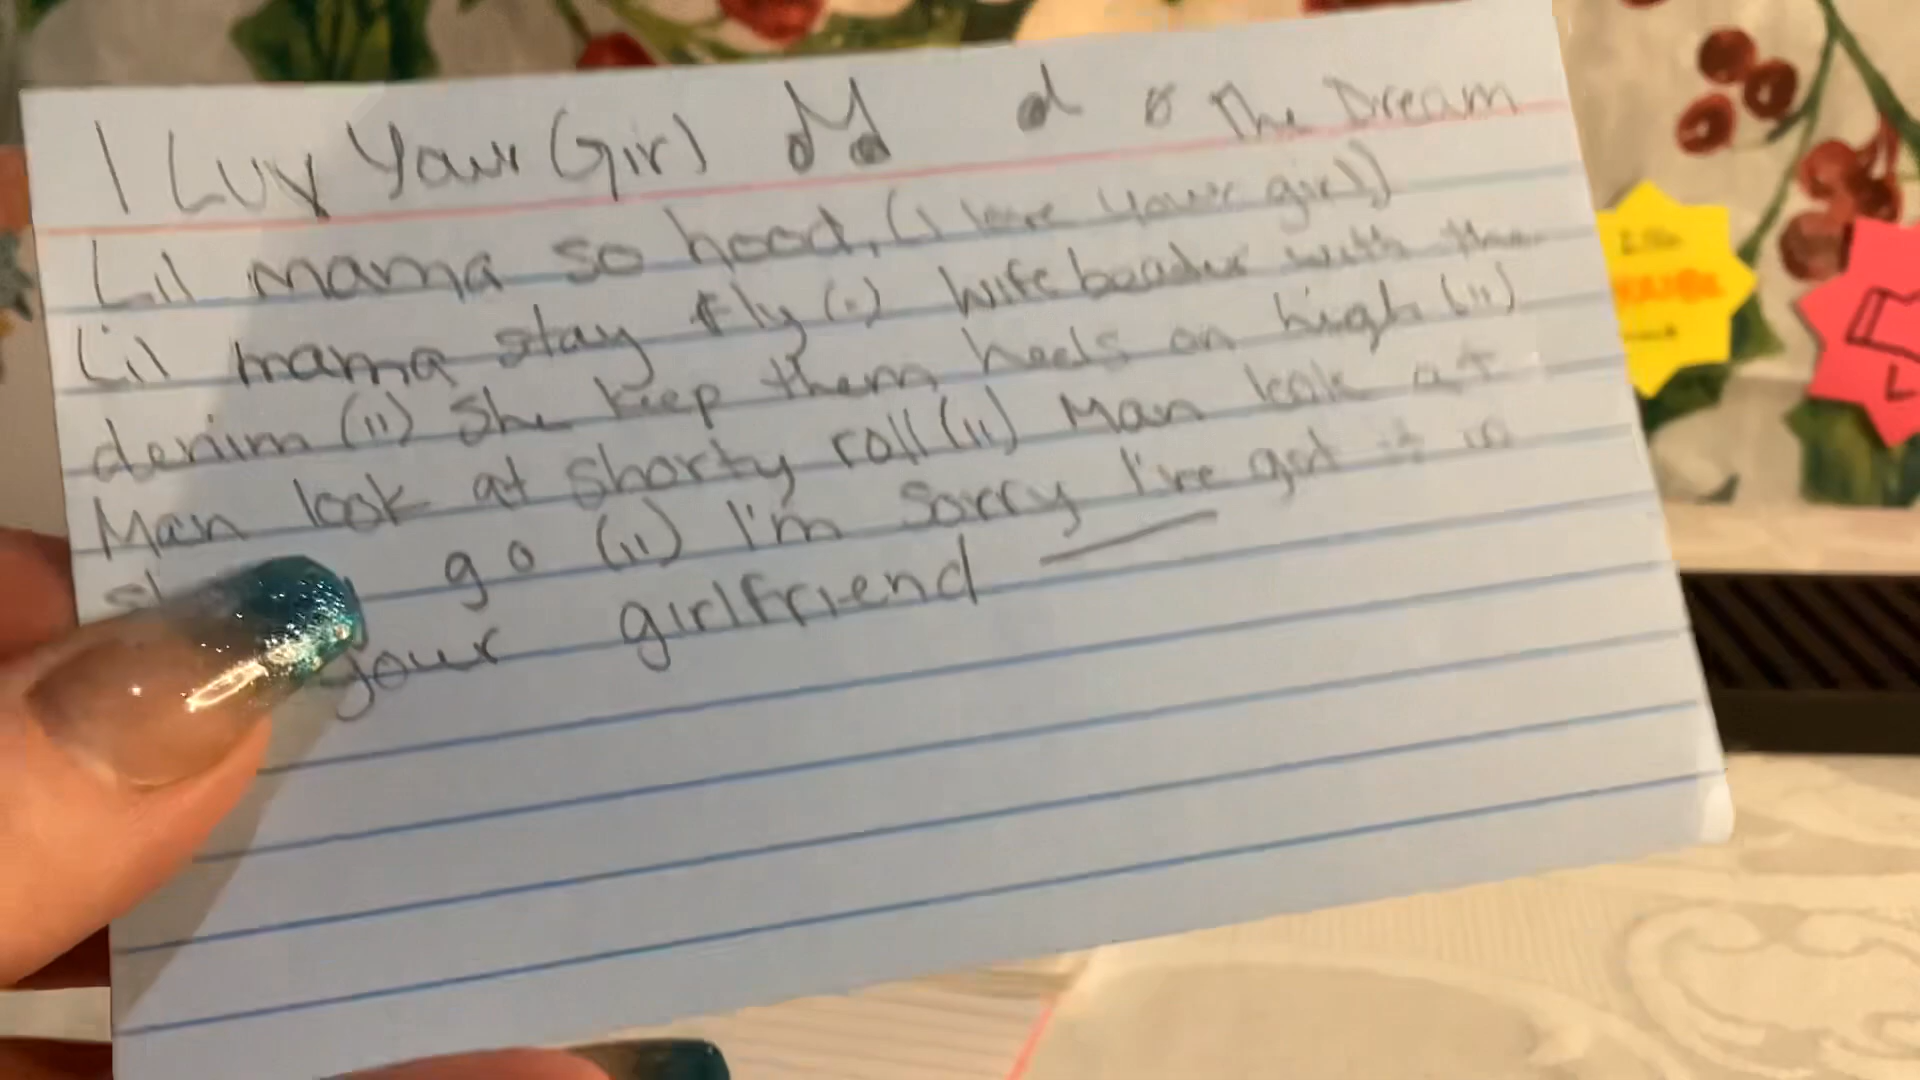 I Luv Your Girl The Dream
Lil mama so hood, (I love your girl)
Lil mama stay fly (") Wifebeader with the
denim (") She keep them heels on high (")
Man look at shorty roll (") Man look at
go (") I'm sorry I've got it in
your girlfriend —